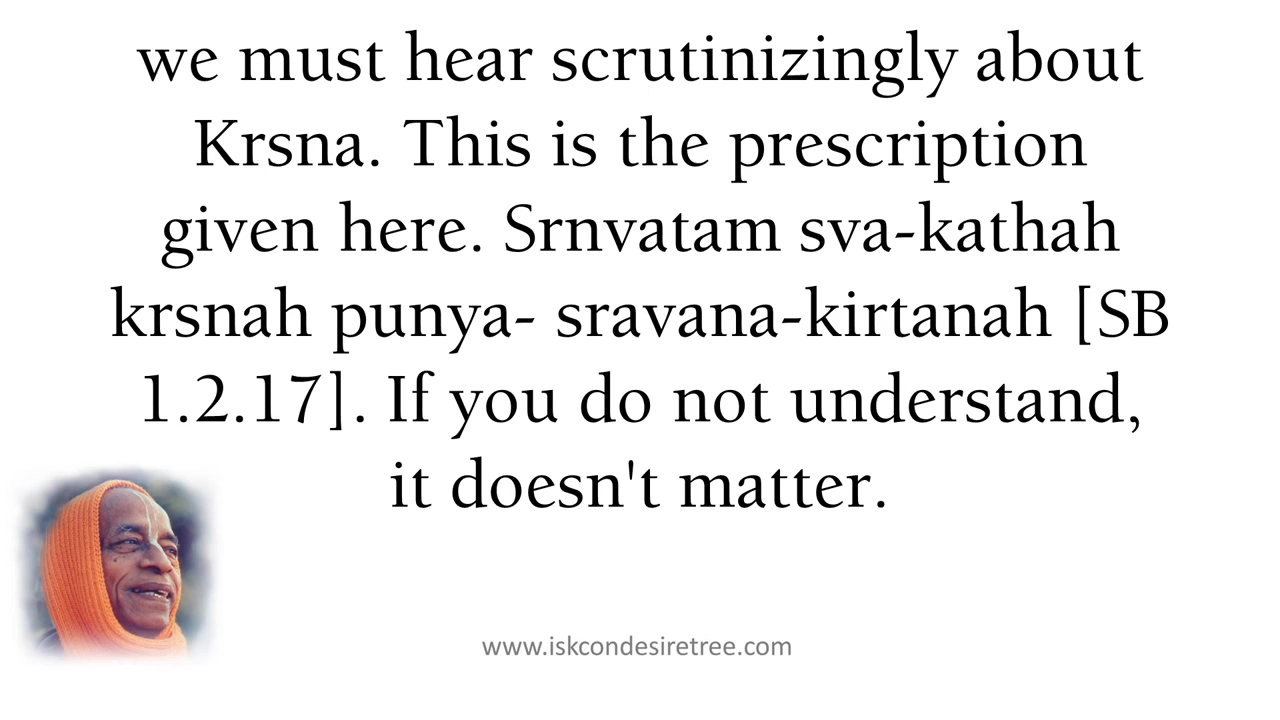 we must hear scrutinizingly about
Krsna. This is the prescription
given here. Srnvatam sva-kathah
krsnah punya- sravana-kirtanah [SB
1.2.17]. If you do not understand,
it doesn't matter.
www.iskcondesiretree.com